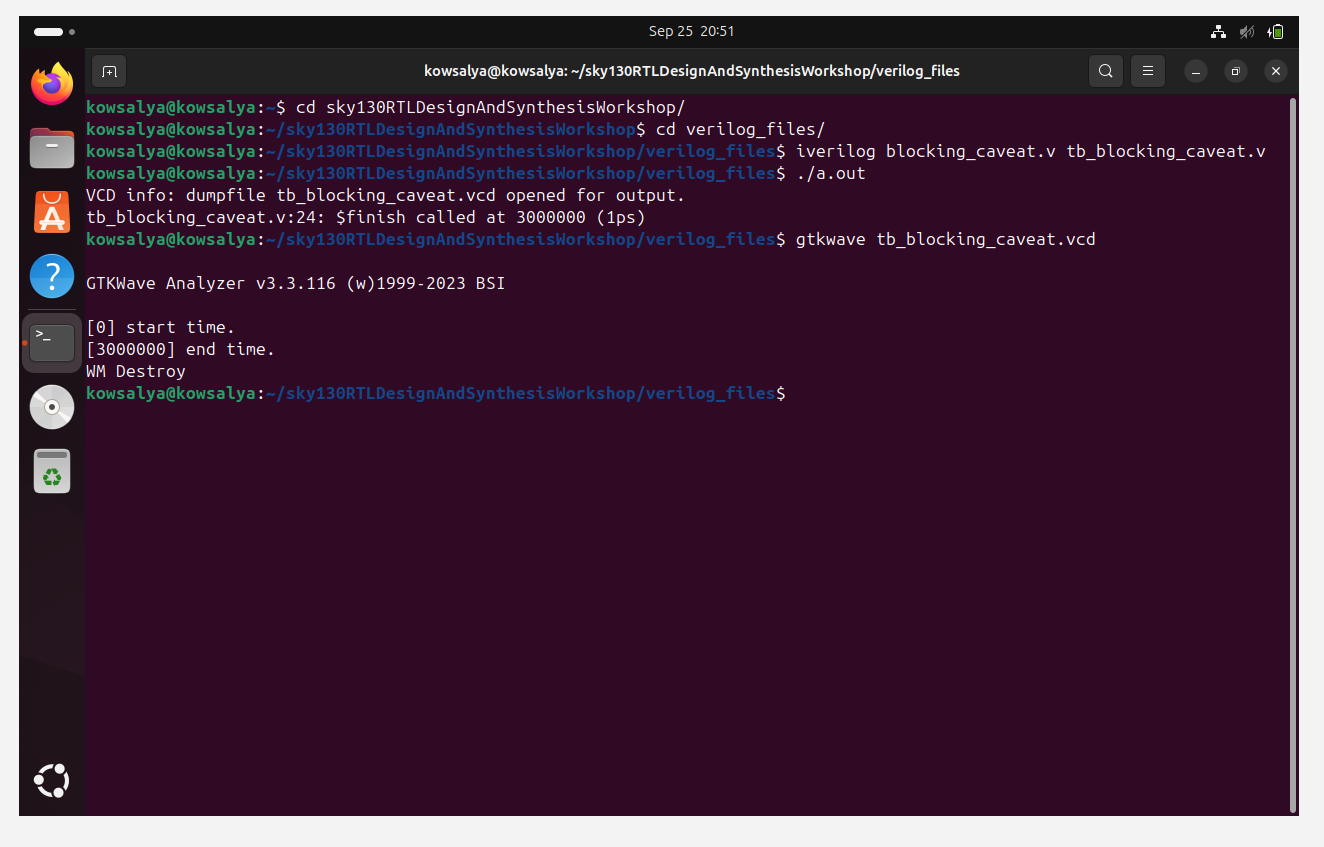 Sep 25 20:51
kowsalya@kowsalya: ~/sky130RTLDesignAndSynthesisWorkshop/verilog_files
kowsalya@kowsalya:~$ cd sky130RTLDesignAndSynthesisWorkshop/
kowsalya@kowsalya:~/sky130RTLDesignAndSynthesisWorkshop$ cd verilog_files/
kowsalya@kowsalya:~/sky130RTLDesignAndSynthesisWorkshop/verilog_files$ iverilog blocking_caveat.v tb_blocking_caveat.v
kowsalya@kowsalya:~/sky130RTLDesignAndSynthesisWorkshop/verilog_files$ ./a.out
VCD info: dumpfile tb_blocking_caveat.vcd opened for output.
tb_blocking_caveat.v:24: $finish called at 3000000 (1ps)
kowsalya@kowsalya:~/sky130RTLDesignAndSynthesisWorkshop/verilog_files$ gtkwave tb_blocking_caveat.vcd
GTKWave Analyzer v3.3.116 (w)1999-2023 BSI
[0] start time.
[3000000] end time.
WM Destroy
kowsalya@kowsalya:~/sky130RTLDesignAndSynthesisWorkshop/verilog_files$